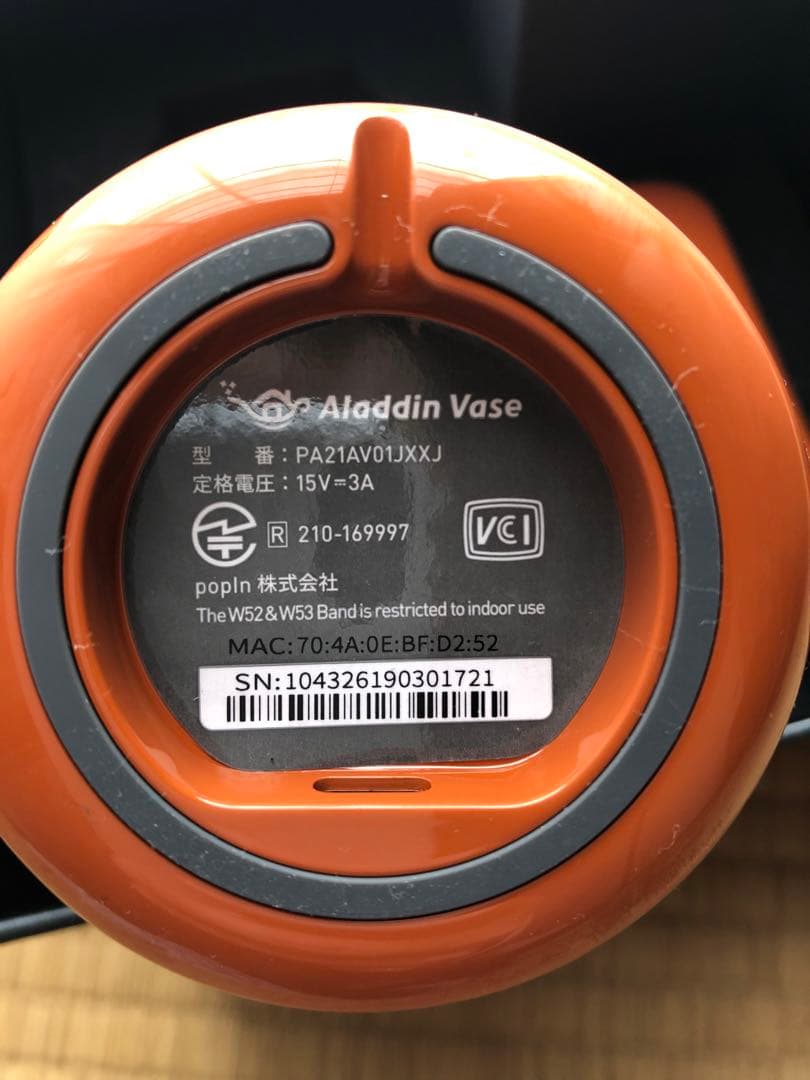 Aladdin Vase
型 番：PA21AV01JXXJ
定格電圧：15V⎓3A
R 210-169997 VCI
popIn 株式会社
The W52&W53 Band is restricted to indoor use
MAC:70:4A:0E:BF:D2:52
SN:104326190301721